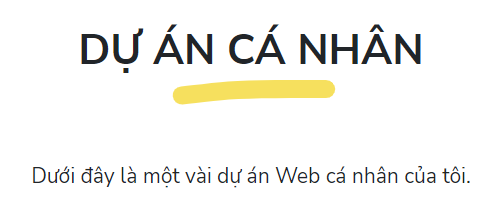 DỰ ÁN CÁ NHÂN
Dưới đây là một vài dự án Web cá nhân của tôi.